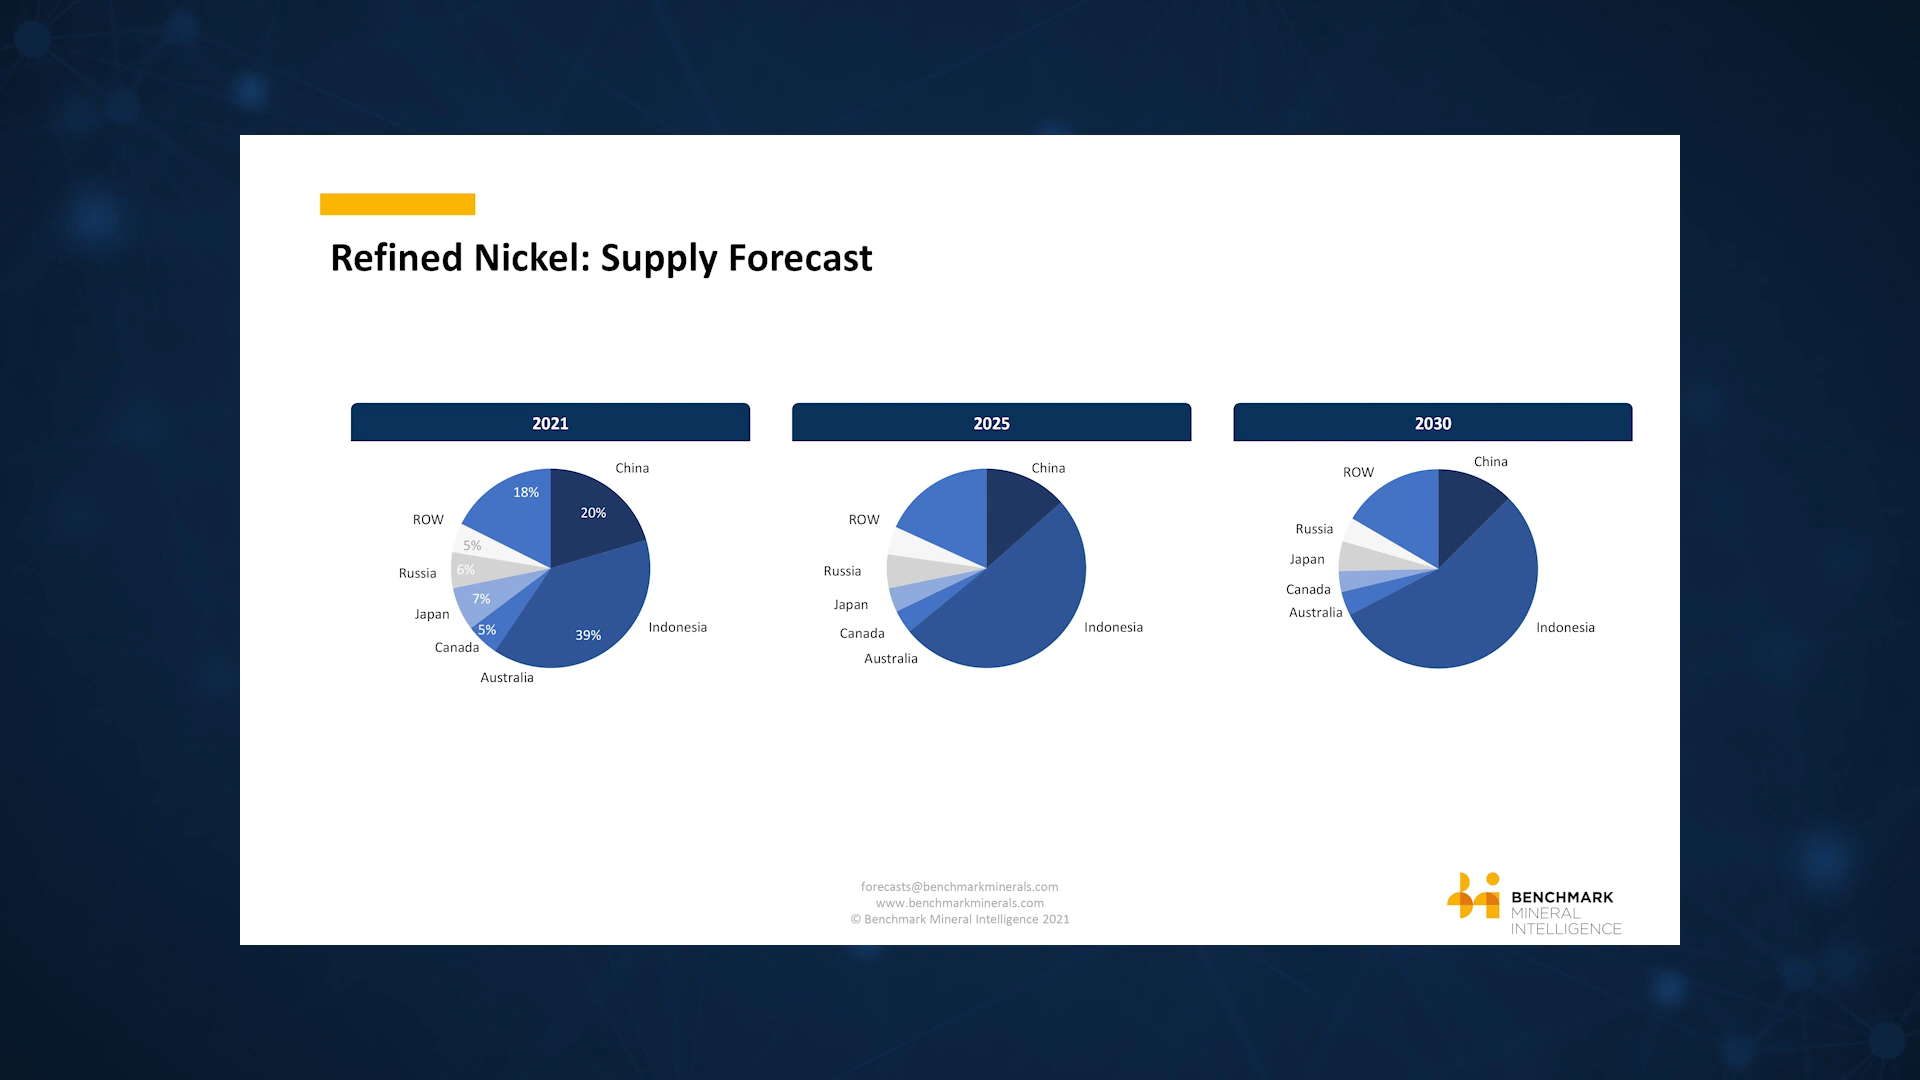 Refined Nickel: Supply Forecast
2021
China
18%
20%
ROW
5%
Russia
6%
7%
Japan
5%
39%
Indonesia
Canada
Australia
2025
China
ROW
Russia
Japan
Indonesia
Canada
Australia
2030
China
ROW
Russia
Japan
Canada
Australia
Indonesia
forecasts@benchmarkminerals.com
www.benchmarkminerals.com
© Benchmark Mineral Intelligence 2021
BENCHMARK
MINERAL
INTELLIGENCE